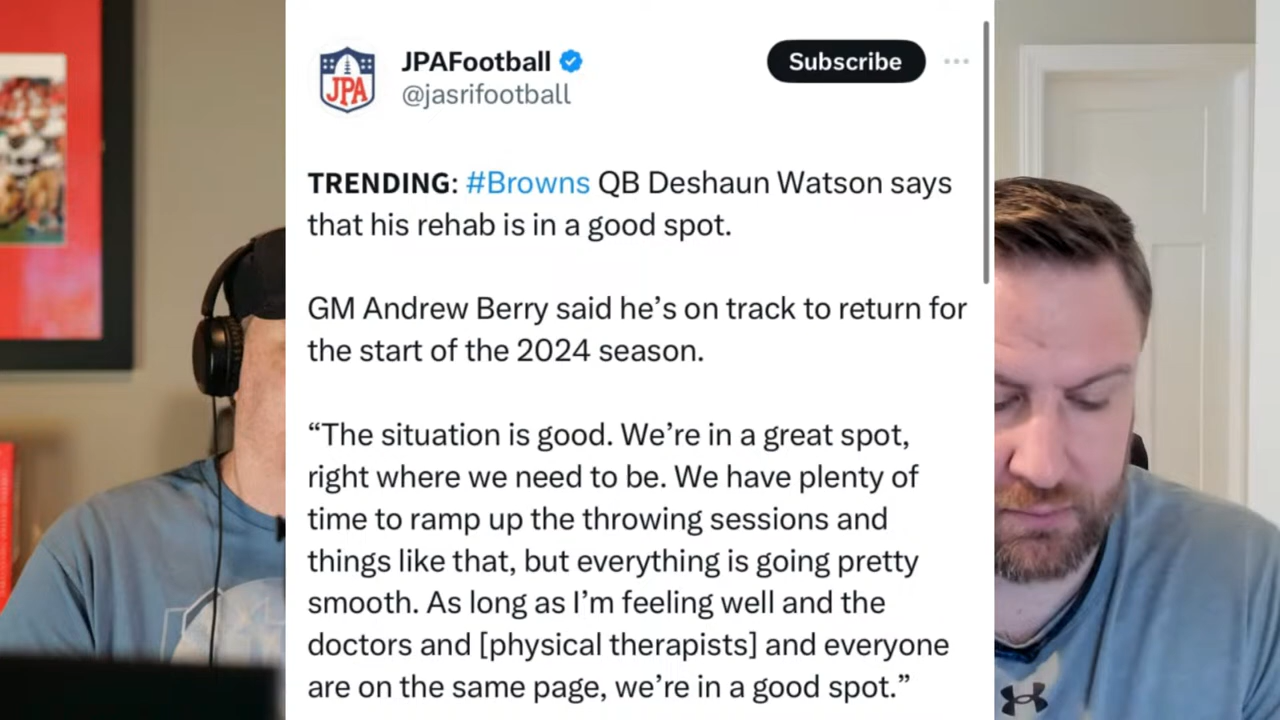 JPA
JPAFootball
@jasrifootball
Subscribe
TRENDING: #Browns QB Deshaun Watson says
that his rehab is in a good spot.
GM Andrew Berry said he’s on track to return for
the start of the 2024 season.
“The situation is good. We’re in a great spot,
right where we need to be. We have plenty of
time to ramp up the throwing sessions and
things like that, but everything is going pretty
smooth. As long as I’m feeling well and the
doctors and [physical therapists] and everyone
are on the same page, we’re in a good spot.”